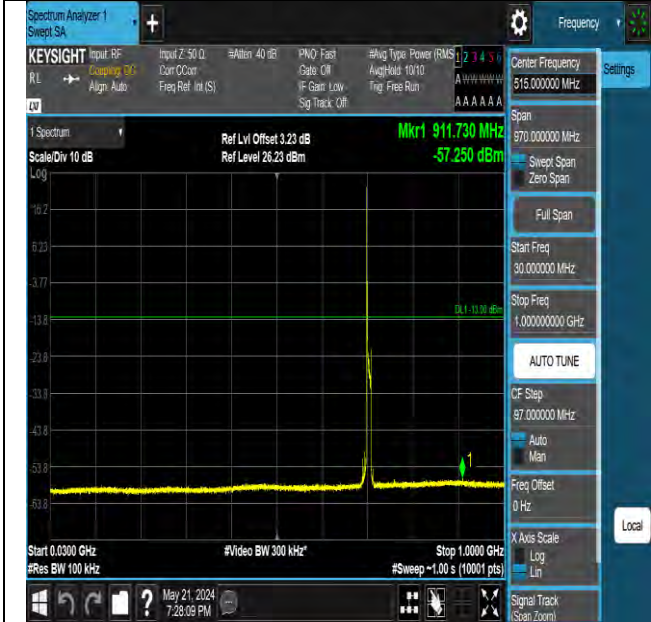 Spectrum Analyzer 1
Swept SA
+
Frequency
KEYSIGHT
RL
LXI
Input: RF
Coupling: DC
Align: Auto
Input Z: 50 Ω
Corr CCorr
Freq Ref: Int (S)
#Atten: 40 dB
PNO: Fast
Gate: Off
IF Gain: Low
Sig Track: Off
#Avg Type: Power (RMS
Avg|Hold: 10/10
Trig: Free Run
1 2 3 4 5 6
A W W W W W
A A A A A A
Settings
Center Frequency
515.000000 MHz
Span
970.000000 MHz
Swept Span
Zero Span
Full Span
Start Freq
30.000000 MHz
Stop Freq
1.000000000 GHz
AUTO TUNE
CF Step
97.000000 MHz
Auto
Man
Freq Offset
0 Hz
X Axis Scale
Log
Lin
Signal Track
(Span Zoom)
Local
1 Spectrum
Scale/Div 10 dB
Log
Ref Lvl Offset 3.23 dB
Ref Level 26.23 dBm
Mkr1 911.730 MHz
-57.250 dBm
16.2
6.23
-3.77
DL1 -13.00 dBm
-13.8
-23.8
-33.8
-43.8
-53.8
-63.8
1
Start 0.0300 GHz
#Video BW 300 kHz*
Stop 1.0000 GHz
#Res BW 100 kHz
#Sweep ~1.00 s (10001 pts)
?
May 21, 2024
7:28:09 PM